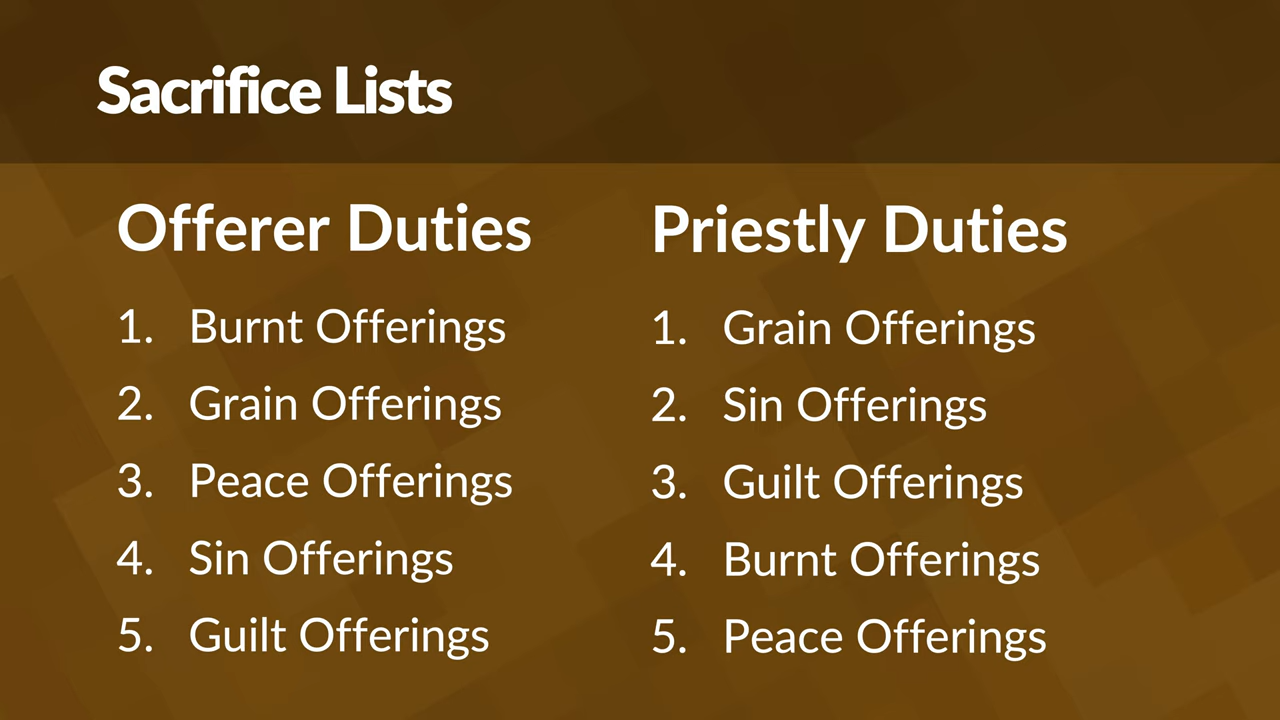 Sacrifice Lists
Offerer Duties
1. Burnt Offerings
2. Grain Offerings
3. Peace Offerings
4. Sin Offerings
5. Guilt Offerings
Priestly Duties
1. Grain Offerings
2. Sin Offerings
3. Guilt Offerings
4. Burnt Offerings
5. Peace Offerings